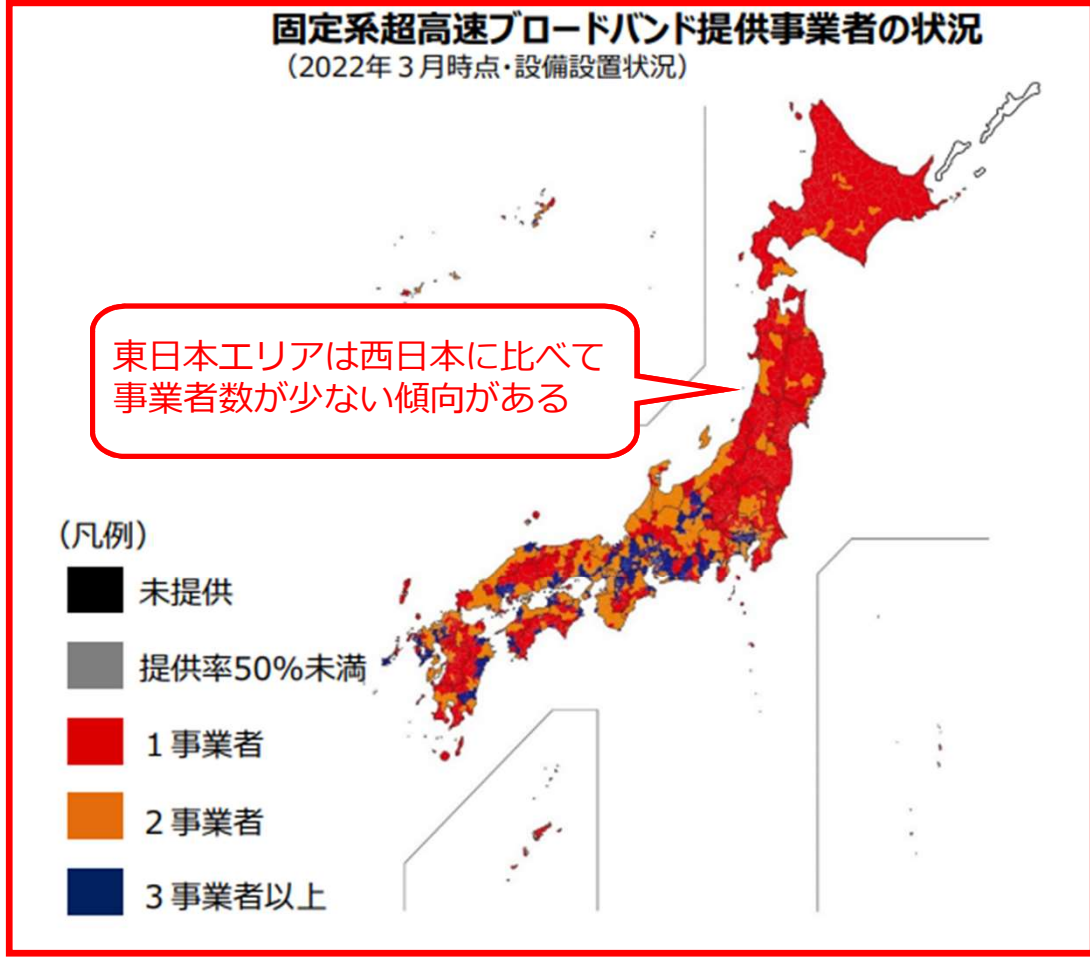 固定系超高速ブロードバンド提供事業者の状況
（2022年３月時点・設備設置状況）
東日本エリアは西日本に比べて
事業者数が少ない傾向がある
（凡例）
未提供
提供率50%未満
１事業者
２事業者
３事業者以上